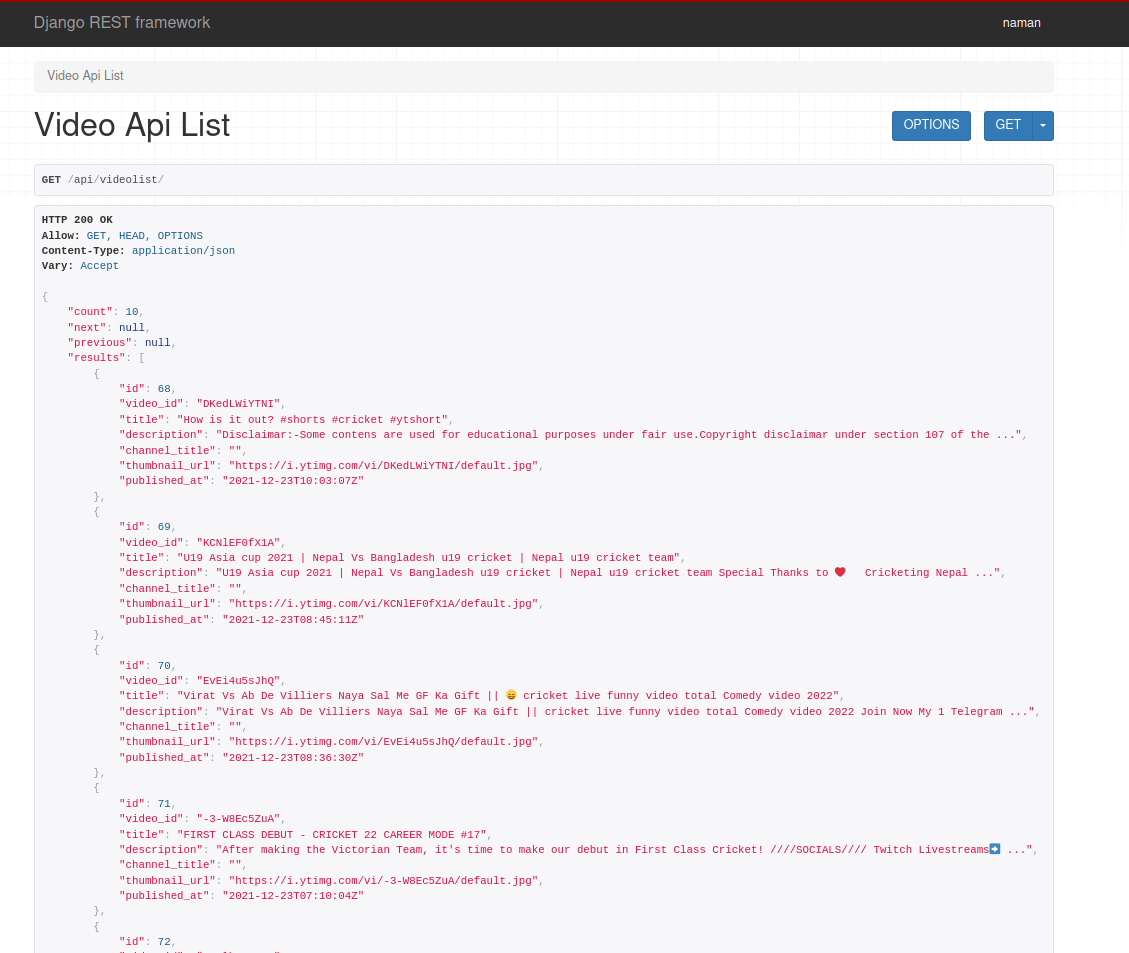 Django REST framework
naman
Video Api List
Video Api List
OPTIONS
GET
GET /api/videolist/
HTTP 200 OK
Allow: GET, HEAD, OPTIONS
Content-Type: application/json
Vary: Accept
{
"count": 10,
"next": null,
"previous": null,
"results": [
{
"id": 68,
"video_id": "DKedLWiYTNI",
"title": "How is it out? #shorts #cricket #ytshort",
"description": "Disclaimar:-Some contens are used for educational purposes under fair use.Copyright disclaimar under section 107 of the ...",
"channel_title": "",
"thumbnail_url": "https://i.ytimg.com/vi/DKedLWiYTNI/default.jpg",
"published_at": "2021-12-23T10:03:07Z"
},
{
"id": 69,
"video_id": "KCNlEF0fX1A",
"title": "U19 Asia cup 2021 | Nepal Vs Bangladesh u19 cricket | Nepal u19 cricket team",
"description": "U19 Asia cup 2021 | Nepal Vs Bangladesh u19 cricket | Nepal u19 cricket team Special Thanks to ❤️ Cricketing Nepal ...",
"channel_title": "",
"thumbnail_url": "https://i.ytimg.com/vi/KCNlEF0fX1A/default.jpg",
"published_at": "2021-12-23T08:45:11Z"
},
{
"id": 70,
"video_id": "EvEi4u5sJhQ",
"title": "Virat Vs Ab De Villiers Naya Sal Me GF Ka Gift || 😄 cricket live funny video total Comedy video 2022",
"description": "Virat Vs Ab De Villiers Naya Sal Me GF Ka Gift || cricket live funny video total Comedy video 2022 Join Now My 1 Telegram ...",
"channel_title": "",
"thumbnail_url": "https://i.ytimg.com/vi/EvEi4u5sJhQ/default.jpg",
"published_at": "2021-12-23T08:36:30Z"
},
{
"id": 71,
"video_id": "-3-W8Ec5ZuA",
"title": "FIRST CLASS DEBUT - CRICKET 22 CAREER MODE #17",
"description": "After making the Victorian Team, it's time to make our debut in First Class Cricket! ////SOCIALS//// Twitch Livestreams➡️ ...",
"channel_title": "",
"thumbnail_url": "https://i.ytimg.com/vi/-3-W8Ec5ZuA/default.jpg",
"published_at": "2021-12-23T07:10:04Z"
},
{
"id": 72,